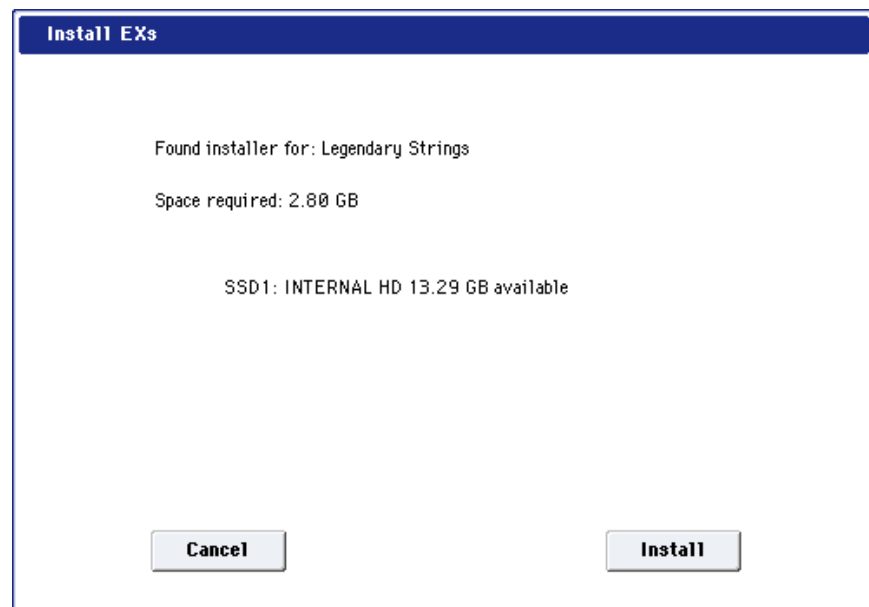 Install EXs
Found installer for: Legendary Strings
Space required: 2.80 GB
SSD1: INTERNAL HD 13.29 GB available
Cancel
Install